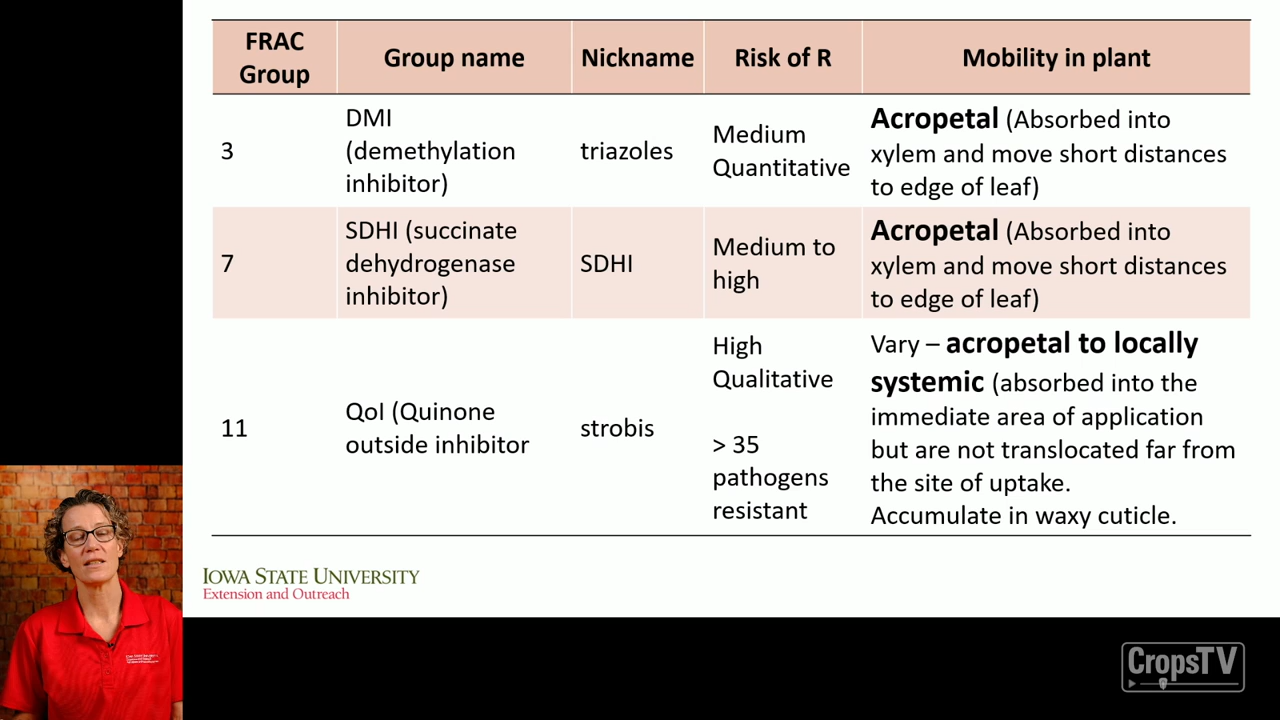 FRAC
Group
Group name
Nickname
Risk of R
Mobility in plant
3
DMI
(demethylation
inhibitor)
triazoles
Medium
Quantitative
Acropetal (Absorbed into
xylem and move short distances
to edge of leaf)
7
SDHI (succinate
dehydrogenase
inhibitor)
SDHI
Medium to
high
Acropetal (Absorbed into
xylem and move short distances
to edge of leaf)
11
QoI (Quinone
outside inhibitor
strobis
High
Qualitative
> 35
pathogens
resistant
Vary – acropetal to locally
systemic (absorbed into the
immediate area of application
but are not translocated far from
the site of uptake.
Accumulate in waxy cuticle.
IOWA STATE UNIVERSITY
Extension and Outreach
CropsTV